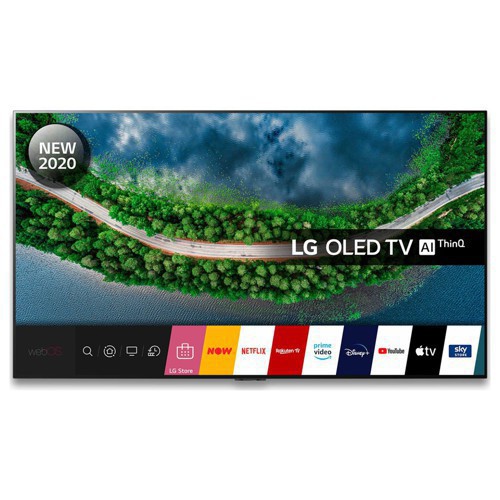 NEW
2020
LG OLED TV AI ThinQ
webOS
LG Store
NOW
NETFLIX
Rakuten TV
prime
video
Disney+
YouTube
tv
sky
STORE